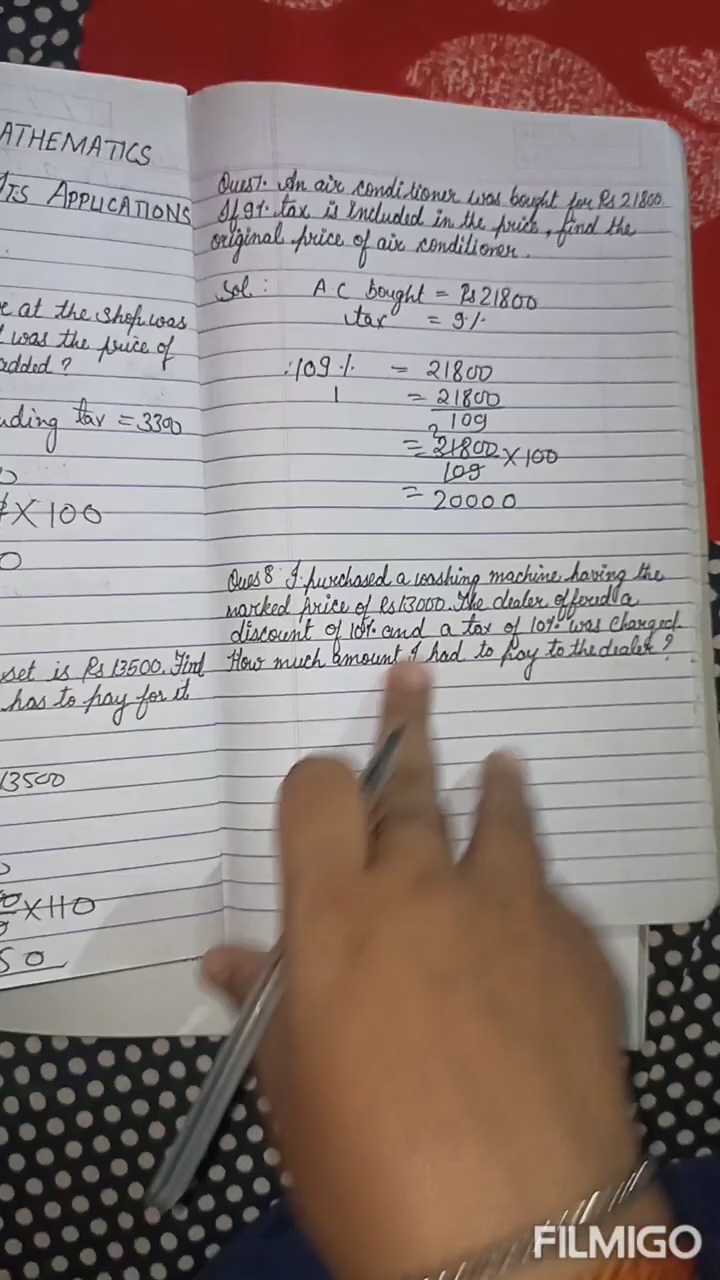 ATHEMATICS
ITS APPLICATIONS
e at the shop was
was the price of
added?
uding tax = 3300
X 100
0
set is Rs 13500. Find
has to pay for it
13500
X 110
50
Ques7. An air conditioner was bought for Rs 21800.
If 9% tax is included in the price, find the
original price of air conditioner.
Sol: AC bought = Rs 21800
tax = 9%
:109% = 21800
1 = 21800
109
2
= 21800 X 100
109
= 20000
Ques 8 I purchased a washing machine having the
marked price of Rs 13000. The dealer offered a
discount of 10% and a tax of 10% was charged.
How much amount I had to pay to the dealer?
FILMIGO